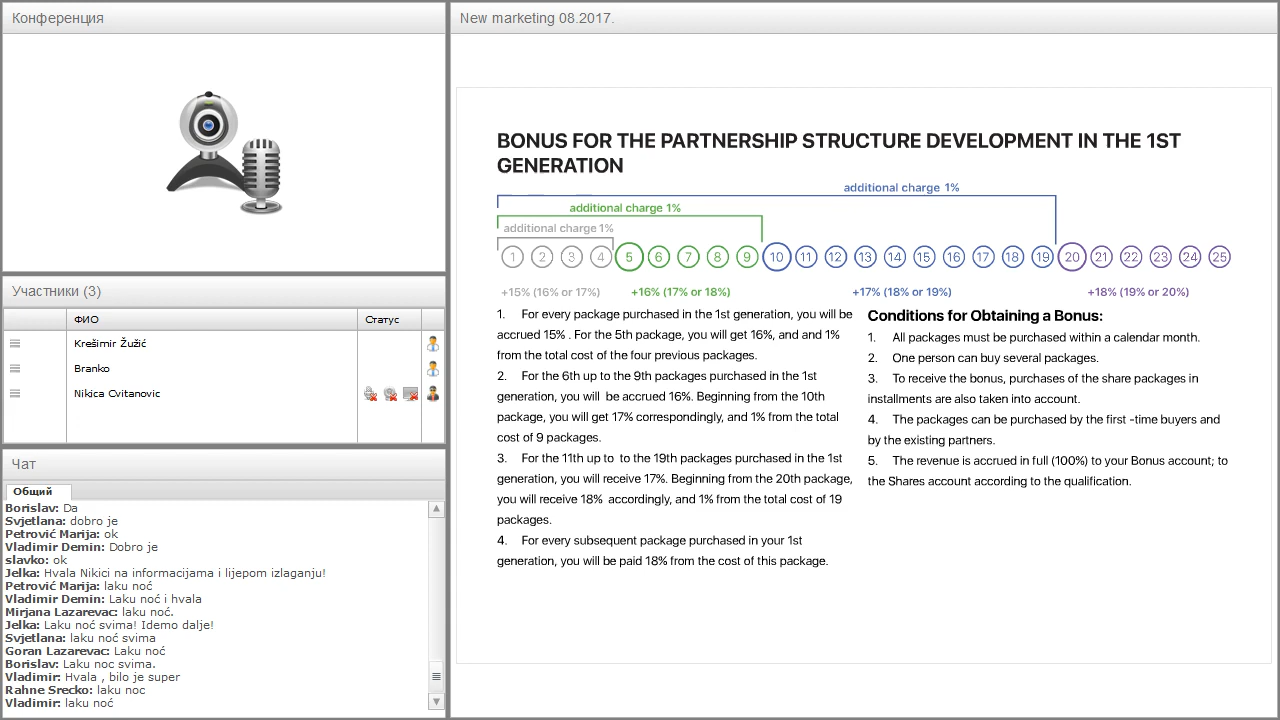 Конференция
Участники (3)
ФИО Статус
Krešimir Žužić
Branko
Nikica Cvitanovic
Чат
Общий
Borislav: Da
Svjetlana: dobro je
Petrović Marija: ok
Vladimir Demin: Dobro je
slavko: ok
Jelka: Hvala Nikici na informacijama i lijepom izlaganju!
Petrović Marija: laku noć
Vladimir Demin: Laku noć i hvala
Mirjana Lazarevac: laku noć.
Jelka: Laku noć svima! Idemo dalje!
Svjetlana: laku noć svima
Goran Lazarevac: Laku noć
Borislav: Laku noc svima.
Vladimir: Hvala , bilo je super
Rahne Srecko: laku noc
Vladimir: laku noć
New marketing 08.2017.
BONUS FOR THE PARTNERSHIP STRUCTURE DEVELOPMENT IN THE 1ST
GENERATION
additional charge 1%
additional charge 1%
additional charge 1%
1 2 3 4 5 6 7 8 9 10 11 12 13 14 15 16 17 18 19 20 21 22 23 24 25
+15% (16% or 17%) +16% (17% or 18%) +17% (18% or 19%) +18% (19% or 20%)
1. For every package purchased in the 1st generation, you will be
accrued 15% . For the 5th package, you will get 16%, and and 1%
from the total cost of the four previous packages.
2. For the 6th up to the 9th packages purchased in the 1st
generation, you will be accrued 16%. Beginning from the 10th
package, you will get 17% correspondingly, and 1% from the total
cost of 9 packages.
3. For the 11th up to to the 19th packages purchased in the 1st
generation, you will receive 17%. Beginning from the 20th package,
you will receive 18% accordingly, and 1% from the total cost of 19
packages.
4. For every subsequent package purchased in your 1st
generation, you will be paid 18% from the cost of this package.
Conditions for Obtaining a Bonus:
1. All packages must be purchased within a calendar month.
2. One person can buy several packages.
3. To receive the bonus, purchases of the share packages in
installments are also taken into account.
4. The packages can be purchased by the first -time buyers and
by the existing partners.
5. The revenue is accrued in full (100%) to your Bonus account; to
the Shares account according to the qualification.